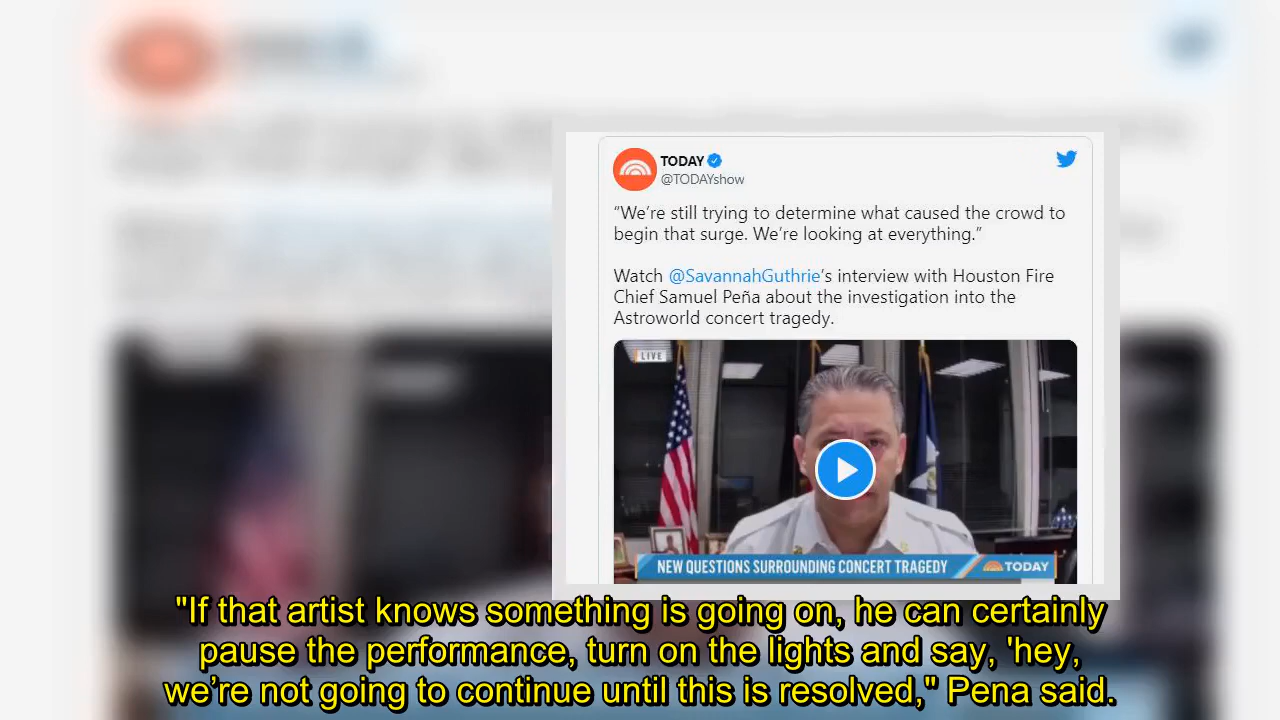 TODAY
@TODAYshow
“We’re still trying to determine what caused the crowd to
begin that surge. We’re looking at everything.”
Watch @SavannahGuthrie’s interview with Houston Fire
Chief Samuel Peña about the investigation into the
Astroworld concert tragedy.
LIVE
NEW QUESTIONS SURROUNDING CONCERT TRAGEDY
TODAY
"If that artist knows something is going on, he can certainly
pause the performance, turn on the lights and say, 'hey,
we’re not going to continue until this is resolved," Pena said.